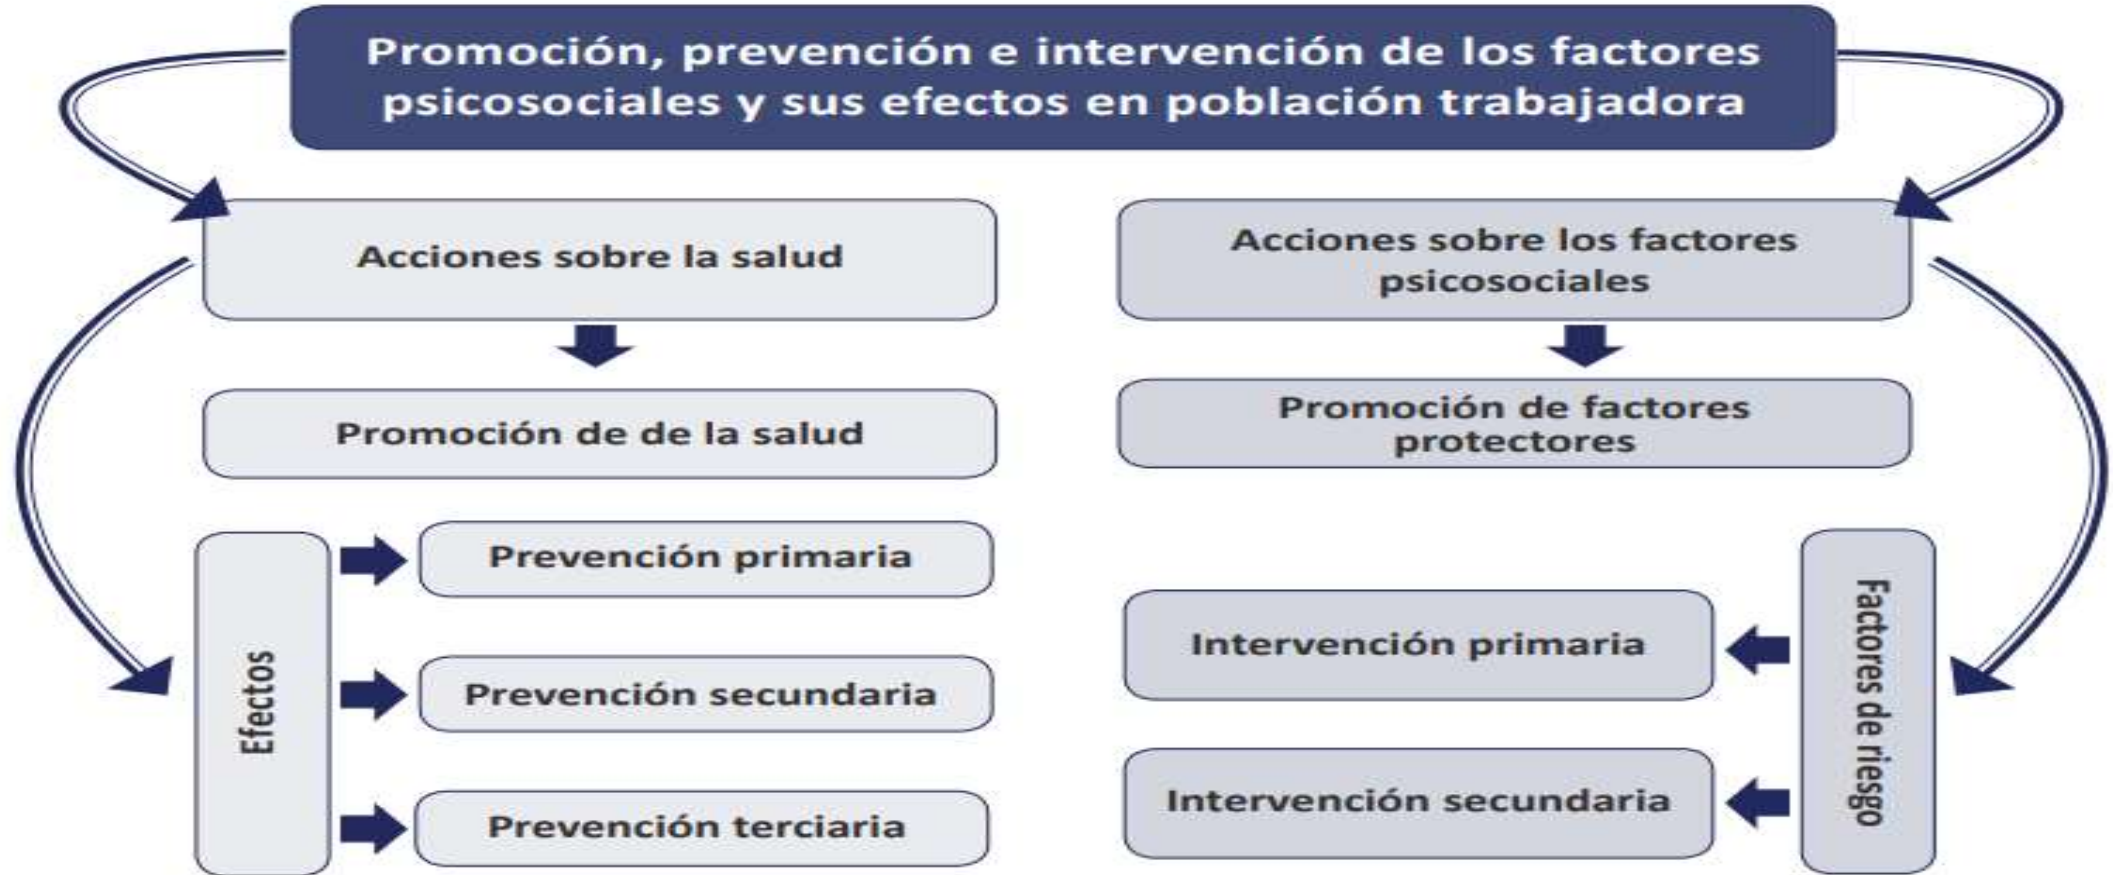 Promoción, prevención e intervención de los factores
psicosociales y sus efectos en población trabajadora
Acciones sobre la salud
Promoción de de la salud
Efectos
Prevención primaria
Prevención secundaria
Prevención terciaria
Acciones sobre los factores
psicosociales
Promoción de factores
protectores
Factores de riesgo
Intervención primaria
Intervención secundaria